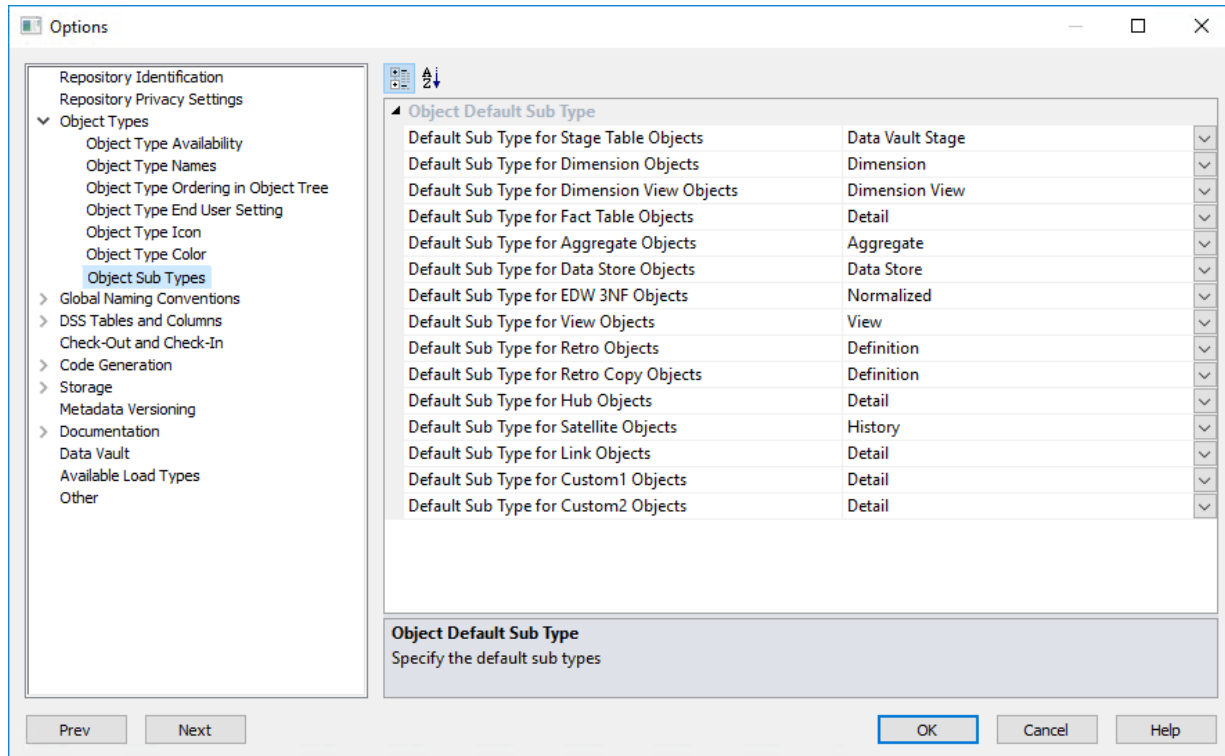 Options
Repository Identification
Repository Privacy Settings
Object Types
Object Type Availability
Object Type Names
Object Type Ordering in Object Tree
Object Type End User Setting
Object Type Icon
Object Type Color
Object Sub Types
Global Naming Conventions
DSS Tables and Columns
Check-Out and Check-In
Code Generation
Storage
Metadata Versioning
Documentation
Data Vault
Available Load Types
Other
Object Default Sub Type
Default Sub Type for Stage Table Objects Data Vault Stage
Default Sub Type for Dimension Objects Dimension
Default Sub Type for Dimension View Objects Dimension View
Default Sub Type for Fact Table Objects Detail
Default Sub Type for Aggregate Objects Aggregate
Default Sub Type for Data Store Objects Data Store
Default Sub Type for EDW 3NF Objects Normalized
Default Sub Type for View Objects View
Default Sub Type for Retro Objects Definition
Default Sub Type for Retro Copy Objects Definition
Default Sub Type for Hub Objects Detail
Default Sub Type for Satellite Objects History
Default Sub Type for Link Objects Detail
Default Sub Type for Custom1 Objects Detail
Default Sub Type for Custom2 Objects Detail
Object Default Sub Type
Specify the default sub types
Prev Next OK Cancel Help